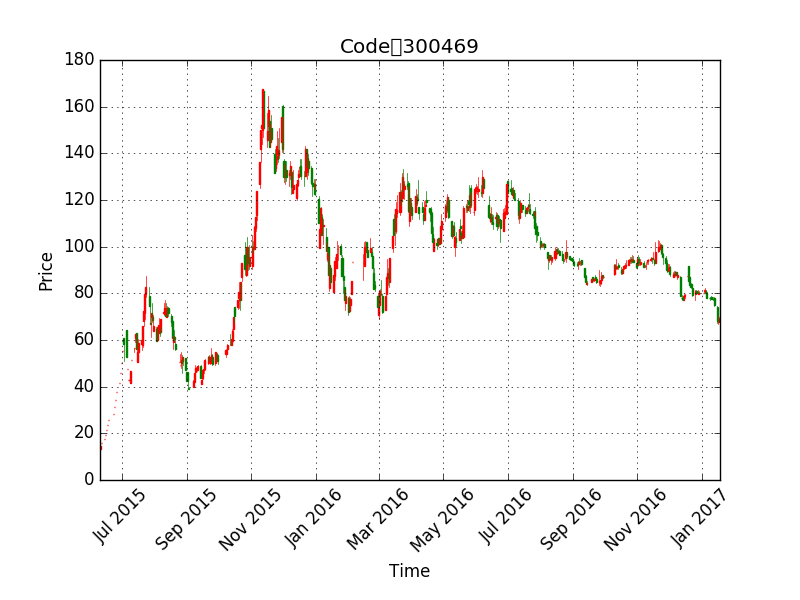 Code▯300469
180
160
140
120
100
80
60
40
20
0
Price
Jul 2015
Sep 2015
Nov 2015
Jan 2016
Mar 2016
May 2016
Jul 2016
Sep 2016
Nov 2016
Jan 2017
Time